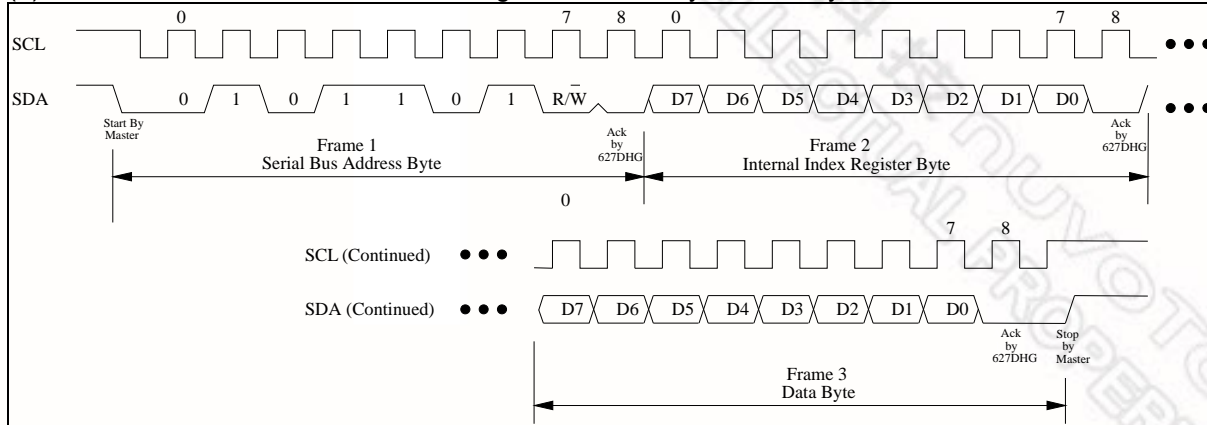 0 7 8 0 7 8
SCL
SDA 0 1 0 1 1 0 1 R/W D7 D6 D5 D4 D3 D2 D1 D0
Start By
Master
Ack
by
627DHG
Ack
by
627DHG
Frame 1
Serial Bus Address Byte
Frame 2
Internal Index Register Byte
0
7 8
SCL (Continued)
SDA (Continued) D7 D6 D5 D4 D3 D2 D1 D0
Ack
by
627DHG
Stop
by
Master
Frame 3
Data Byte